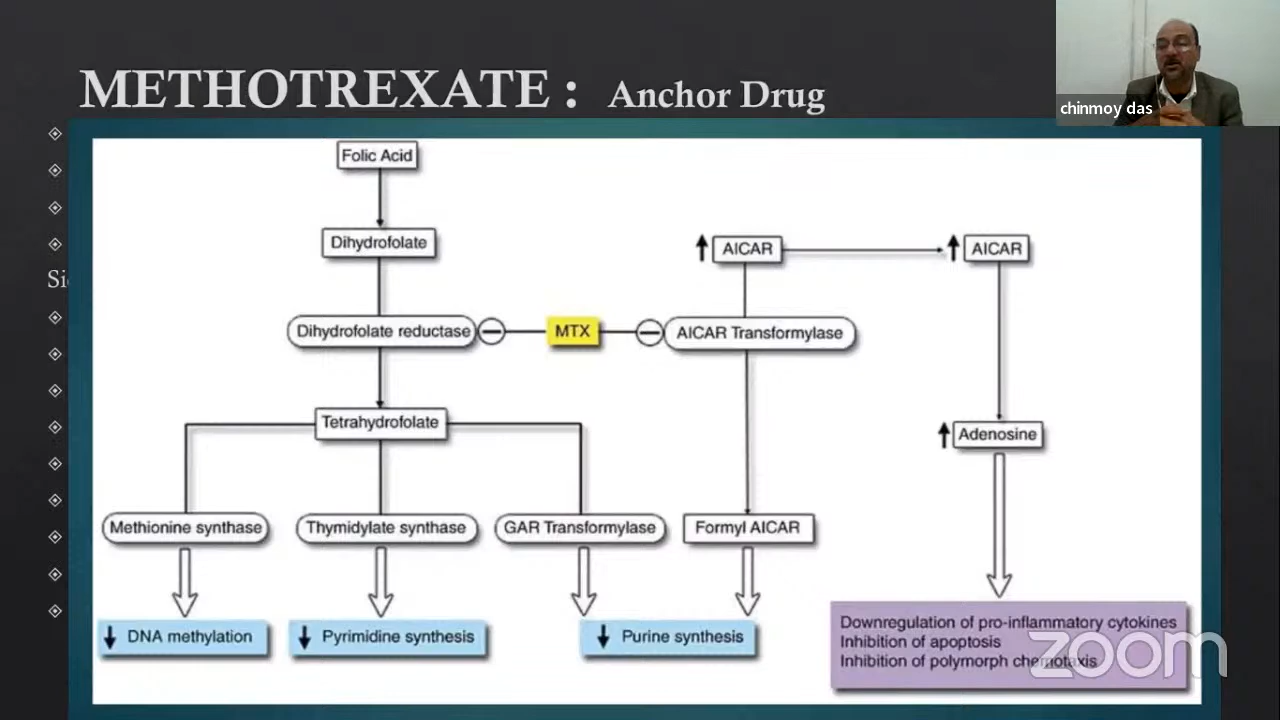 METHOTREXATE : Anchor Drug
chinmoy das
Folic Acid
Dihydrofolate
↑ AICAR
↑ AICAR
Dihydrofolate reductase
MTX
AICAR Transformylase
Tetrahydrofolate
↑ Adenosine
Methionine synthase
Thymidylate synthase
GAR Transformylase
Formyl AICAR
↓ DNA methylation
↓ Pyrimidine synthesis
↓ Purine synthesis
Downregulation of pro-inflammatory cytokines
Inhibition of apoptosis
Inhibition of polymorph chemotaxis
zoom